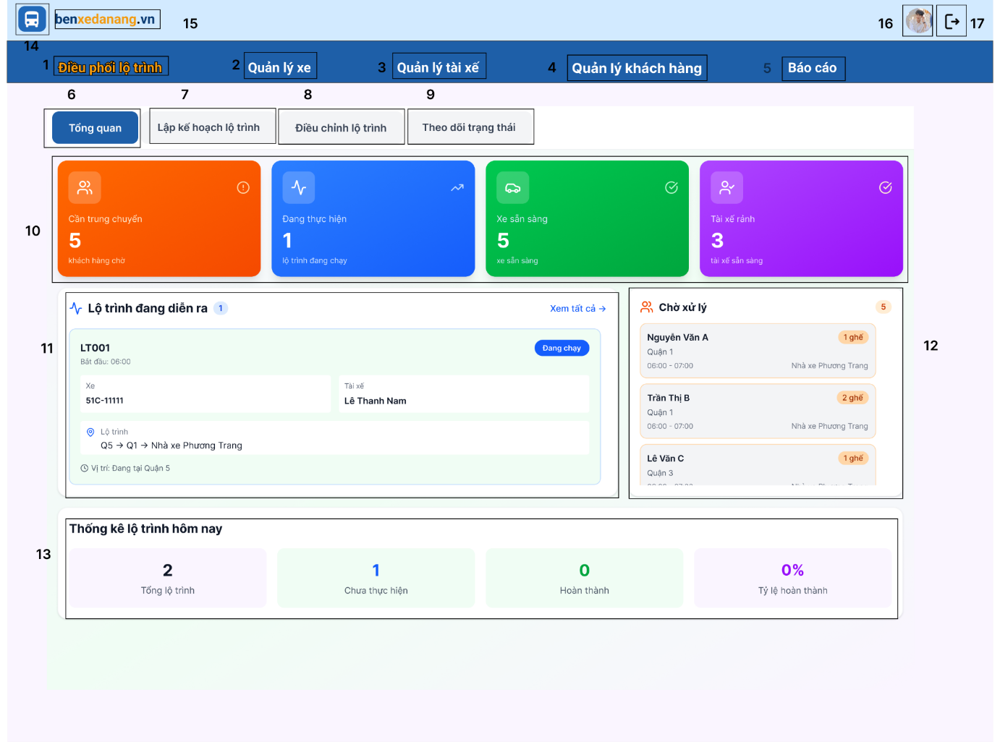 benxedanang.vn
15
16
17
14
1
Điều phối lộ trình
2
Quản lý xe
3
Quản lý tài xế
4
Quản lý khách hàng
5
Báo cáo
6
7
8
9
Tổng quan
Lập kế hoạch lộ trình
Điều chỉnh lộ trình
Theo dõi trạng thái
10
Cần trung chuyển
5
khách hàng chờ
Đang thực hiện
1
lộ trình đang chạy
Xe sẵn sàng
5
xe sẵn sàng
Tài xế rảnh
3
tài xế sẵn sàng
11
Lộ trình đang diễn ra 1
Xem tất cả →
LT001
Đang chạy
Bắt đầu: 06:00
Xe
51C-11111
Tài xế
Lê Thanh Nam
Lộ trình
Q5 → Q1 → Nhà xe Phương Trang
Vị trí: Đang tại Quận 5
12
Chờ xử lý
5
Nguyễn Văn A
1 ghế
Quận 1
06:00 - 07:00
Nhà xe Phương Trang
Trần Thị B
2 ghế
Quận 1
06:00 - 07:00
Nhà xe Phương Trang
Lê Văn C
1 ghế
Quận 3
13
Thống kê lộ trình hôm nay
2
Tổng lộ trình
1
Chưa thực hiện
0
Hoàn thành
0%
Tỷ lệ hoàn thành